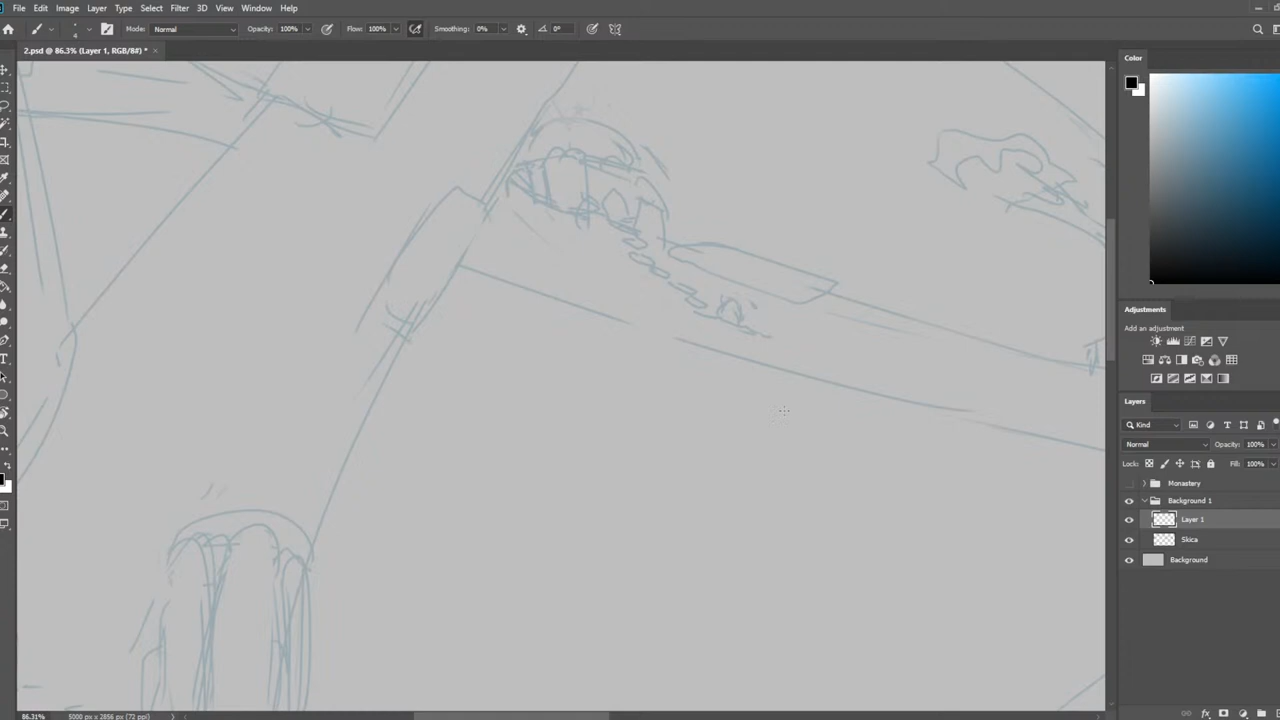 File Edit Image Layer Type Select Filter 3D View Window Help
4 Mode: Normal Opacity: 100% Flow: 100% Smoothing: 0% 0°
2.psd @ 86.3% (Layer 1, RGB/8#) * ×
Color
Adjustments
Add an adjustment
Layers
Kind
Normal Opacity: 100%
Lock: Fill: 100%
Monastery
Background 1
Layer 1
Skica
Background
86.31% 5000 px x 2856 px (72 ppi)